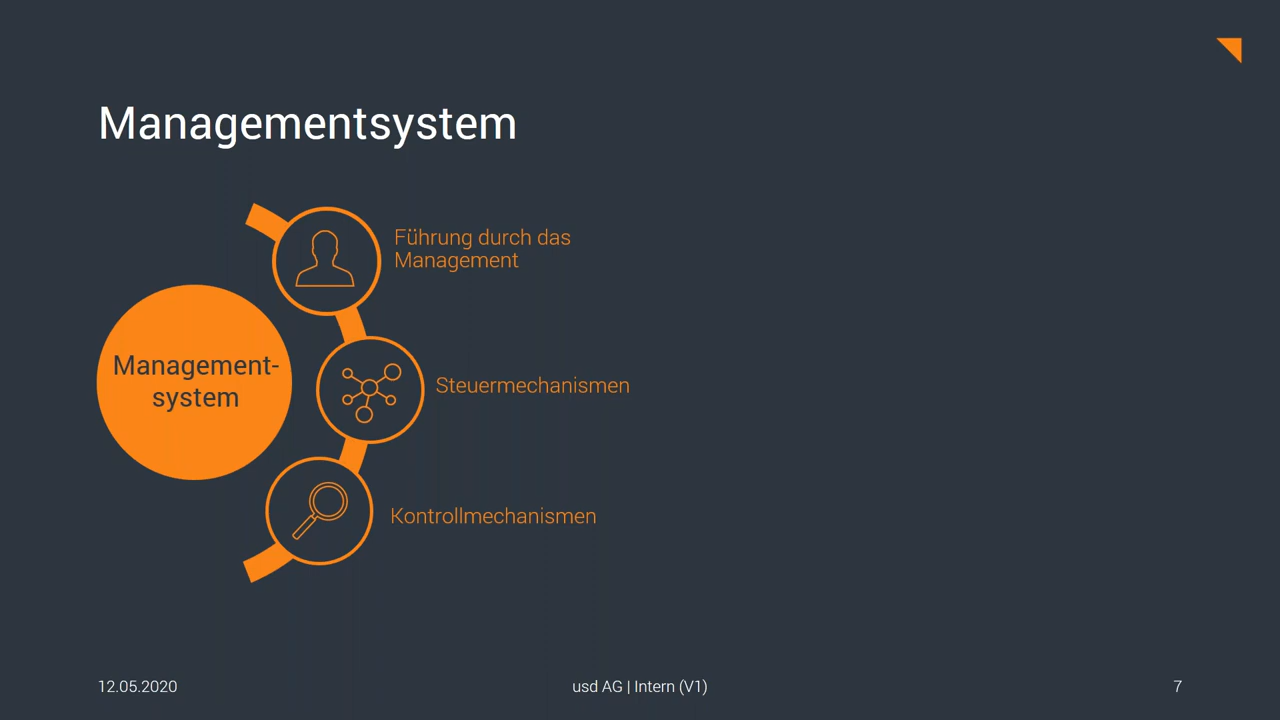 Managementsystem
Führung durch das
Management
Management-
system
Steuermechanismen
Kontrollmechanismen
12.05.2020
usd AG | Intern (V1)
7